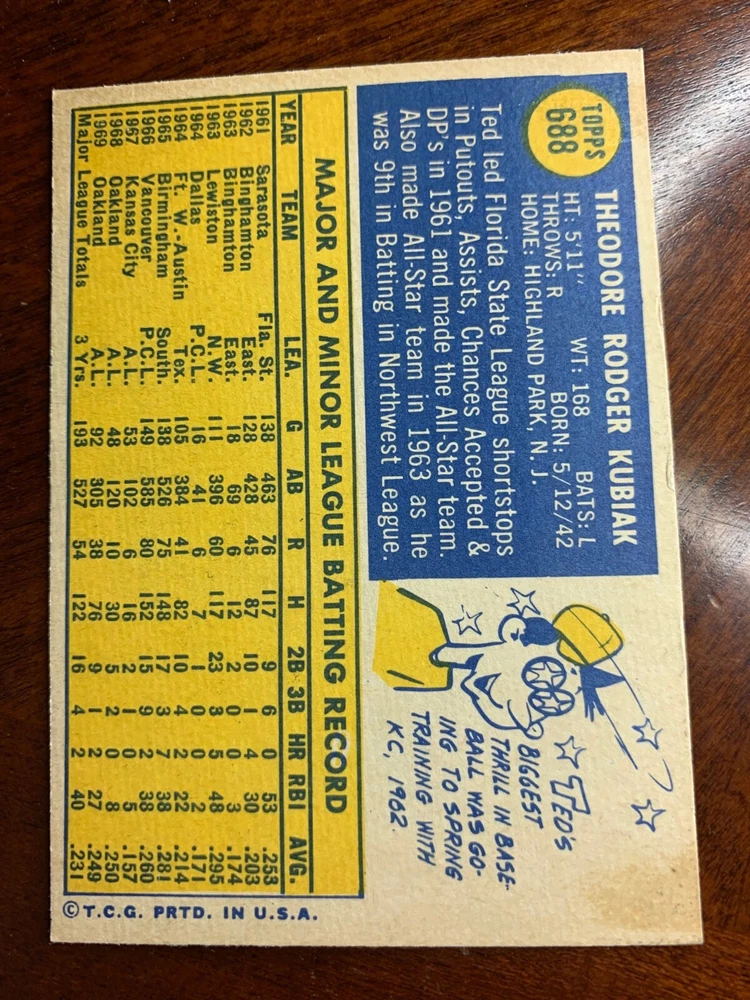 TOPPS
688
THEODORE RODGER KUBIAK
HT: 5'11" WT: 168 BATS: L
THROWS: R BORN: 5/12/42
HOME: HIGHLAND PARK, N. J.
Ted led Florida State League shortstops
in Putouts, Assists, Chances Accepted &
DP's in 1961 and made the All-Star team.
Also made All-Star team in 1963 as he
was 9th in Batting in Northwest League.
TED'S
BIGGEST
THRILL IN BASE-
BALL WAS GO-
ING TO SPRING
TRAINING WITH
KC, 1962.
MAJOR AND MINOR LEAGUE BATTING RECORD
YEAR TEAM LEA. G AB R H 2B 3B HR RBI AVG.
1961 Sarasota Fla. St. 138 463 76 117 9 6 0 53 .253
1962 Binghamton East. 128 428 45 87 10 1 4 30 .203
1963 Binghamton East. 18 69 6 12 2 0 0 3 .174
1963 Lewiston N.W. 111 396 60 117 23 3 5 48 .295
1964 Dallas P.C.L. 16 41 6 7 1 0 0 2 .171
1964 Ft. W.-Austin Tex. 105 384 41 82 10 4 2 22 .214
1965 Birmingham South. 138 526 75 148 17 3 7 38 .281
1966 Vancouver P.C.L. 149 585 80 152 15 9 2 38 .260
1967 Kansas City A.L. 53 102 6 16 2 1 0 5 .157
1968 Oakland A.L. 48 120 10 30 5 2 0 8 .250
1969 Oakland A.L. 92 305 38 76 9 1 2 27 .249
Major League Totals 3 Yrs. 193 527 54 122 16 4 2 40 .231
© T.C.G. PRTD. IN U.S.A.